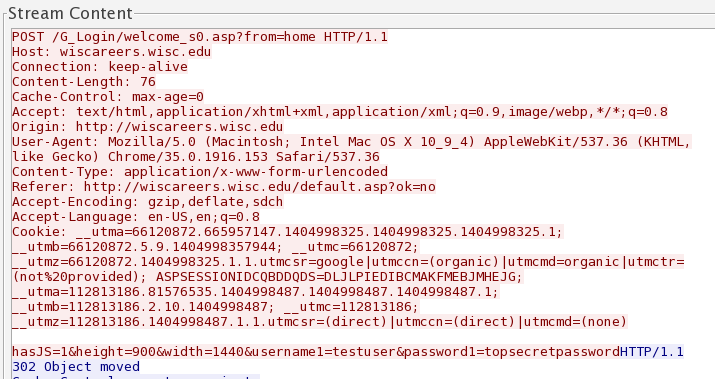 Stream Content
POST /G_Login/welcome_s0.asp?from=home HTTP/1.1
Host: wiscareers.wisc.edu
Connection: keep-alive
Content-Length: 76
Cache-Control: max-age=0
Accept: text/html,application/xhtml+xml,application/xml;q=0.9,image/webp,*/*;q=0.8
Origin: http://wiscareers.wisc.edu
User-Agent: Mozilla/5.0 (Macintosh; Intel Mac OS X 10_9_4) AppleWebKit/537.36 (KHTML,
like Gecko) Chrome/35.0.1916.153 Safari/537.36
Content-Type: application/x-www-form-urlencoded
Referer: http://wiscareers.wisc.edu/default.asp?ok=no
Accept-Encoding: gzip,deflate,sdch
Accept-Language: en-US,en;q=0.8
Cookie: __utma=66120872.665957147.1404998325.1404998325.1404998325.1;
__utmb=66120872.5.9.1404998357944; __utmc=66120872;
__utmz=66120872.1404998325.1.1.utmcsr=google|utmccn=(organic)|utmcmd=organic|utmctr=
(not%20provided); ASPSESSIONIDCQBDDQDS=DLJLPIEDIBCMAKFMEBJMHEJG;
__utma=112813186.81576535.1404998487.1404998487.1404998487.1;
__utmb=112813186.2.10.1404998487; __utmc=112813186;
__utmz=112813186.1404998487.1.1.utmcsr=(direct)|utmccn=(direct)|utmcmd=(none)
hasJS=1&height=900&width=1440&username1=testuser&password1=topsecretpasswordHTTP/1.1
302 Object moved